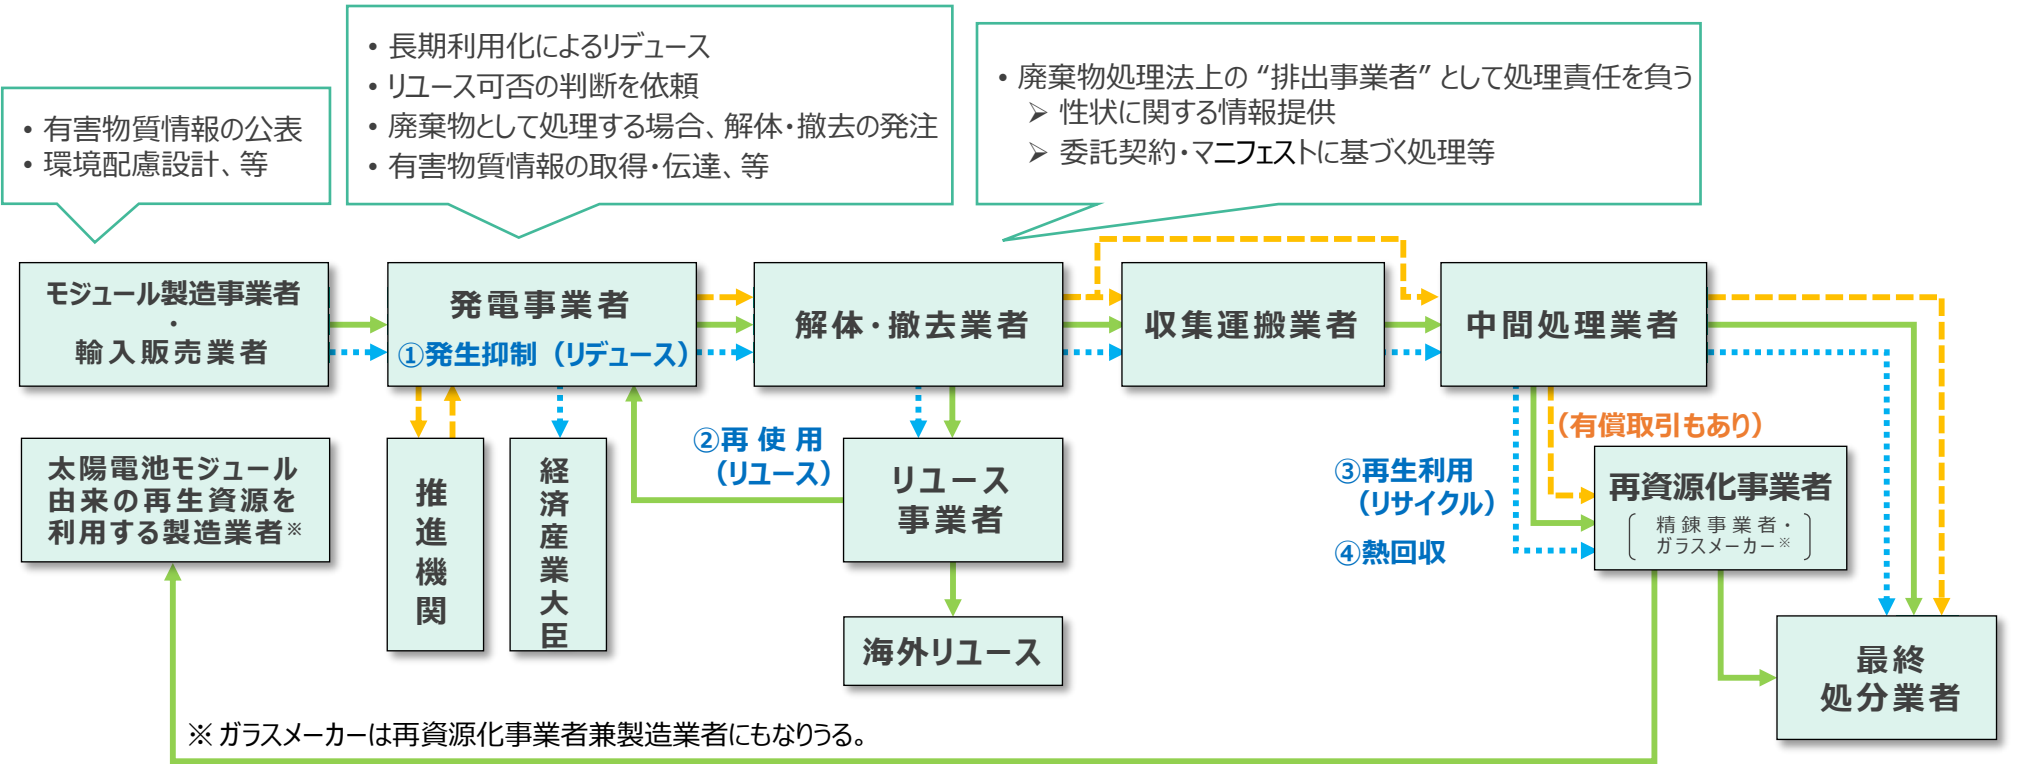 • 有害物質情報の公表
• 環境配慮設計、等
• 長期利用化によるリデュース
• リユース可否の判断を依頼
• 廃棄物として処理する場合、解体・撤去の発注
• 有害物質情報の取得・伝達、等
• 廃棄物処理法上の “排出事業者” として処理責任を負う
➢ 性状に関する情報提供
➢ 委託契約・マニフェストに基づく処理等
モジュール製造事業者
・
輸入販売業者
発電事業者
①発生抑制（リデュース）
解体・撤去業者
収集運搬業者
中間処理業者
太陽電池モジュール
由来の再生資源を
利用する製造業者※
推進機関
経済産業大臣
②再使用
（リユース）
リユース
事業者
海外リユース
③再生利用
（リサイクル）
④熱回収
（有償取引もあり）
再資源化事業者
精錬事業者・
ガラスメーカー※
最終
処分業者
※ ガラスメーカーは再資源化事業者兼製造業者にもなりうる。